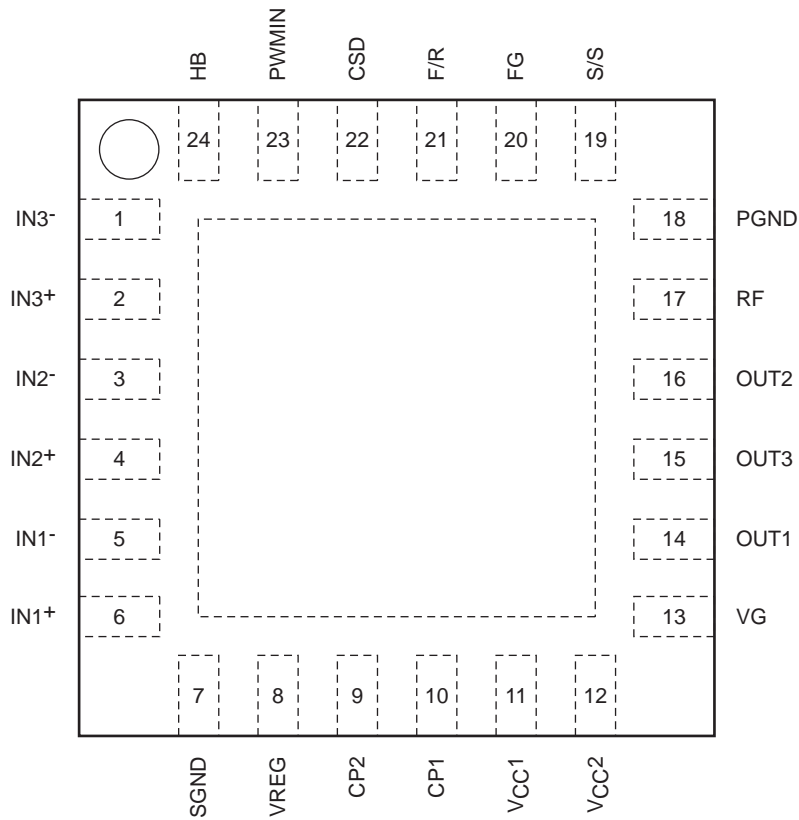 HB
PWMIN
CSD
F/R
FG
S/S
24
23
22
21
20
19
IN3-
1
18
PGND
IN3+
2
17
RF
IN2-
3
16
OUT2
IN2+
4
15
OUT3
IN1-
5
14
OUT1
IN1+
6
13
VG
7
8
9
10
11
12
SGND
VREG
CP2
CP1
VCC1
VCC2